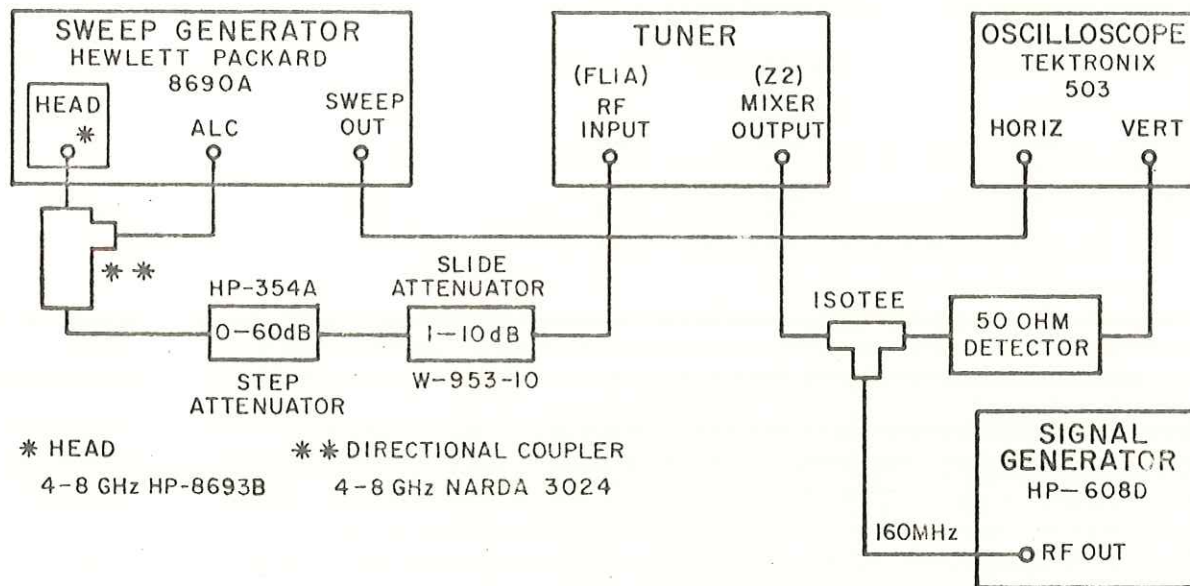 SWEEP GENERATOR
HEWLETT PACKARD
8690A
HEAD
*
ALC
SWEEP
OUT
TUNER
(FL1A)
RF
INPUT
(Z2)
MIXER
OUTPUT
OSCILLOSCOPE
TEKTRONIX
503
HORIZ
VERT
* *
HP-354A
0-60dB
STEP
ATTENUATOR
SLIDE
ATTENUATOR
1-10dB
W-953-10
ISOTEE
50 OHM
DETECTOR
* HEAD
4-8 GHz HP-8693B
* * DIRECTIONAL COUPLER
4-8 GHz NARDA 3024
SIGNAL
GENERATOR
HP-608D
160MHz
RF OUT